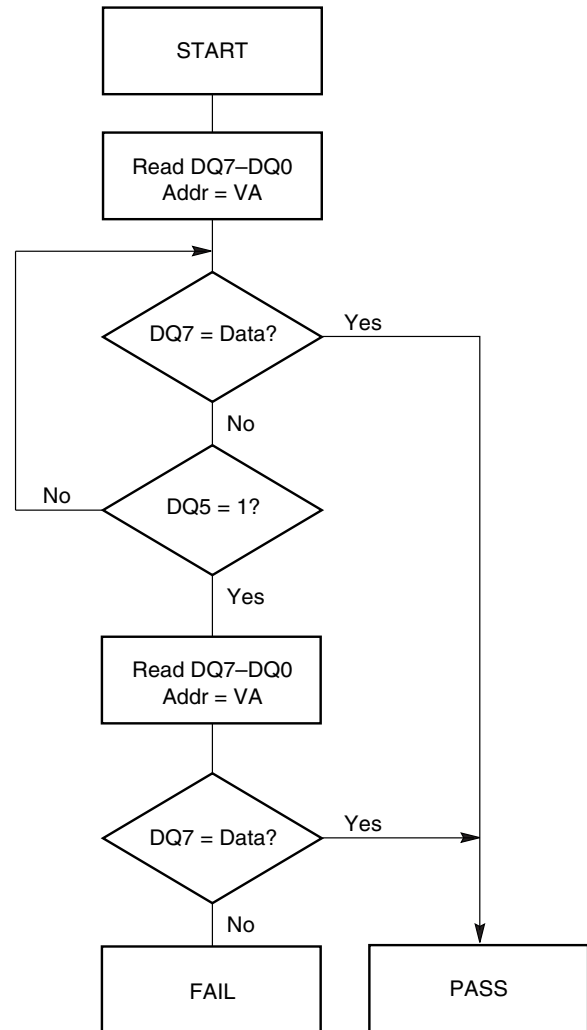 START
Read DQ7–DQ0
Addr = VA
DQ7 = Data?
Yes
No
No
DQ5 = 1?
Yes
Read DQ7–DQ0
Addr = VA
DQ7 = Data?
Yes
No
FAIL
PASS